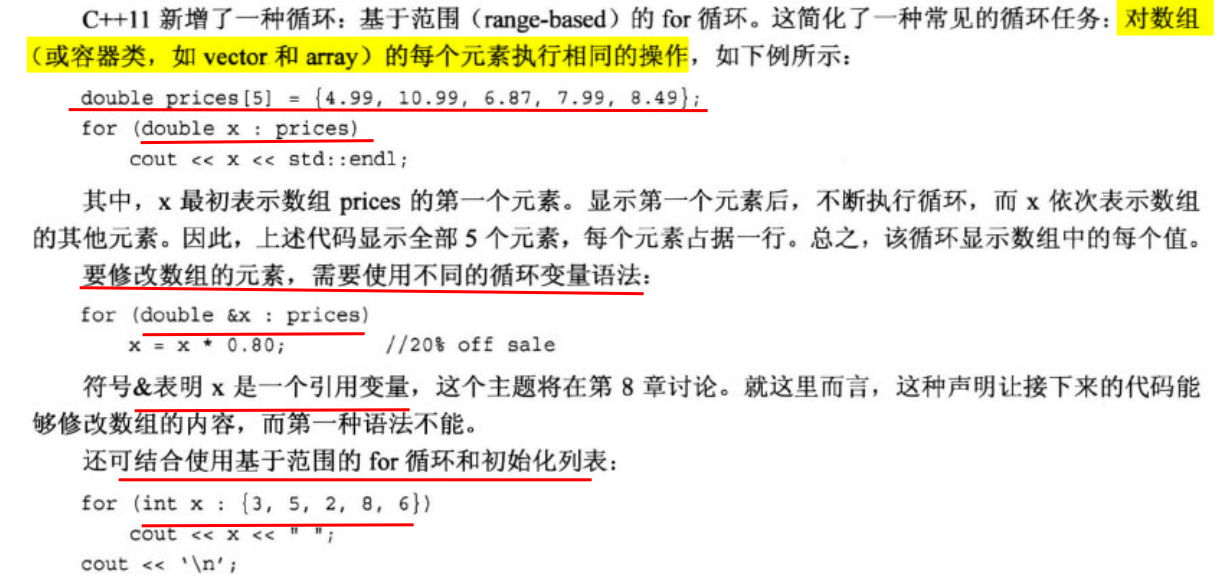 C++11 新增了一种循环：基于范围（range-based）的 for 循环。这简化了一种常见的循环任务：对数组
（或容器类，如 vector 和 array）的每个元素执行相同的操作，如下例所示：
double prices[5] = {4.99, 10.99, 6.87, 7.99, 8.49};
for (double x : prices)
    cout << x << std::endl;
其中，x 最初表示数组 prices 的第一个元素。显示第一个元素后，不断执行循环，而 x 依次表示数组
的其他元素。因此，上述代码显示全部 5 个元素，每个元素占据一行。总之，该循环显示数组中的每个值。
要修改数组的元素，需要使用不同的循环变量语法：
for (double &x : prices)
    x = x * 0.80;          //20% off sale
符号&表明 x 是一个引用变量，这个主题将在第 8 章讨论。就这里而言，这种声明让接下来的代码能
够修改数组的内容，而第一种语法不能。
还可结合使用基于范围的 for 循环和初始化列表：
for (int x : {3, 5, 2, 8, 6})
    cout << x << " ";
cout << '\n';